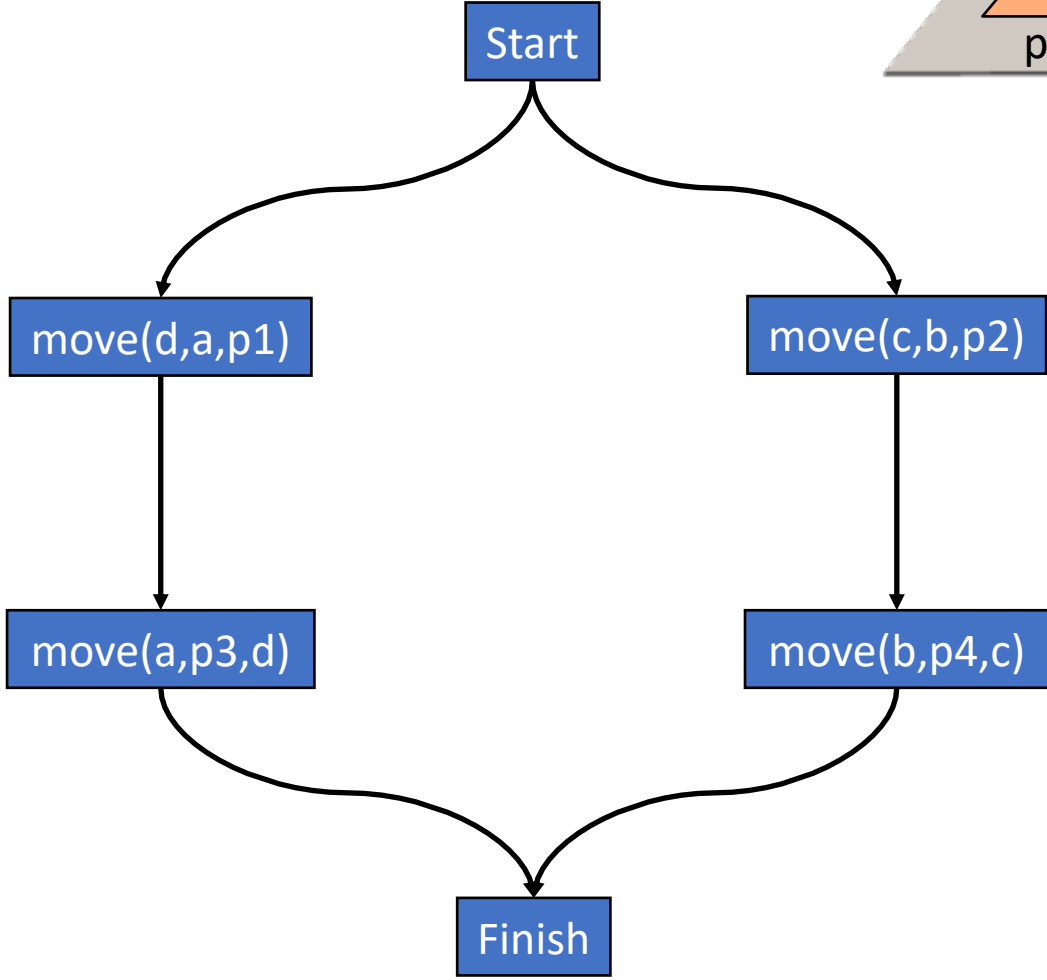 Start
p
move(d,a,p1)
move(c,b,p2)
move(a,p3,d)
move(b,p4,c)
Finish